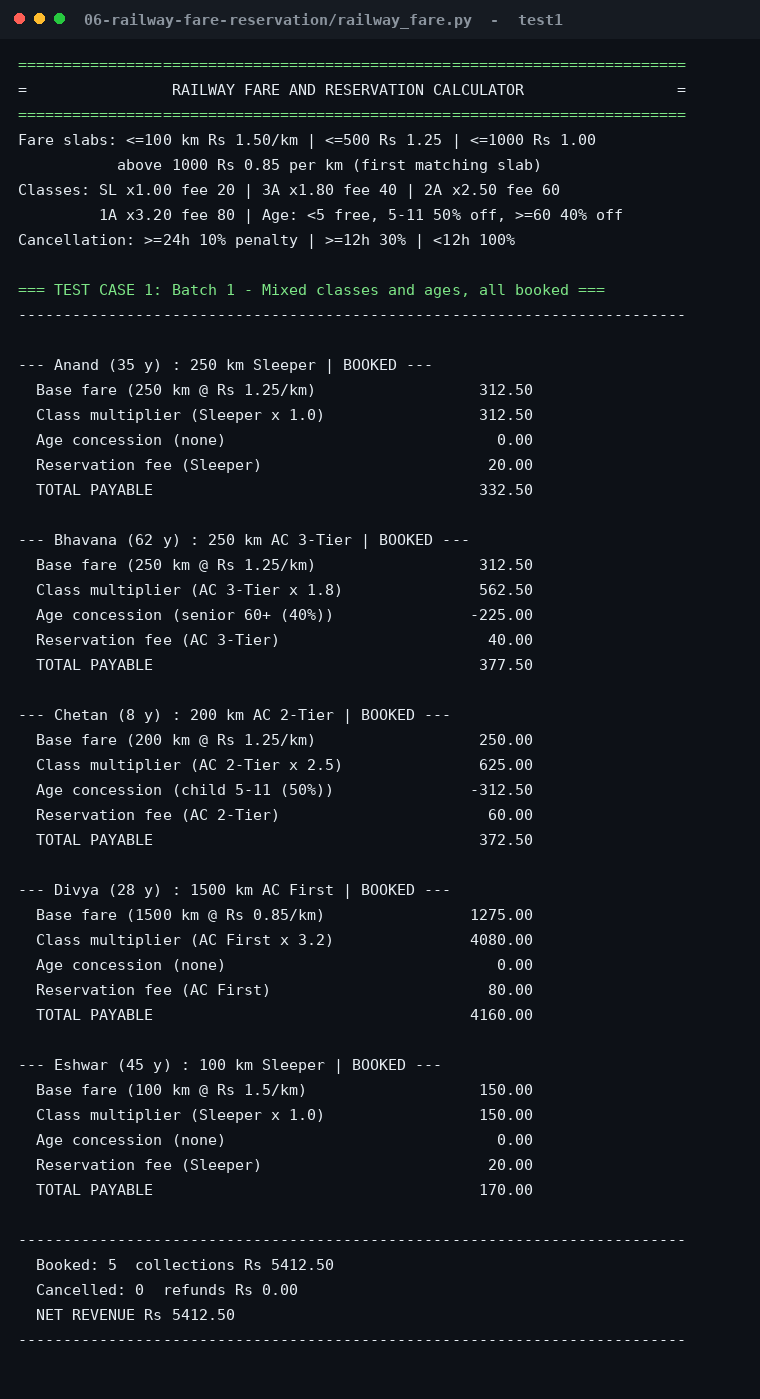 06-railway-fare-reservation/railway_fare.py - test1
==========================================================================
=                RAILWAY FARE AND RESERVATION CALCULATOR                 =
==========================================================================
Fare slabs: <=100 km Rs 1.50/km | <=500 Rs 1.25 | <=1000 Rs 1.00
           above 1000 Rs 0.85 per km (first matching slab)
Classes: SL x1.00 fee 20 | 3A x1.80 fee 40 | 2A x2.50 fee 60
         1A x3.20 fee 80 | Age: <5 free, 5-11 50% off, >=60 40% off
Cancellation: >=24h 10% penalty | >=12h 30% | <12h 100%
=== TEST CASE 1: Batch 1 - Mixed classes and ages, all booked ===
--------------------------------------------------------------------------
--- Anand (35 y) : 250 km Sleeper | BOOKED ---
  Base fare (250 km @ Rs 1.25/km)                  312.50
  Class multiplier (Sleeper x 1.0)                 312.50
  Age concession (none)                              0.00
  Reservation fee (Sleeper)                         20.00
  TOTAL PAYABLE                                    332.50
--- Bhavana (62 y) : 250 km AC 3-Tier | BOOKED ---
  Base fare (250 km @ Rs 1.25/km)                  312.50
  Class multiplier (AC 3-Tier x 1.8)               562.50
  Age concession (senior 60+ (40%))               -225.00
  Reservation fee (AC 3-Tier)                       40.00
  TOTAL PAYABLE                                    377.50
--- Chetan (8 y) : 200 km AC 2-Tier | BOOKED ---
  Base fare (200 km @ Rs 1.25/km)                  250.00
  Class multiplier (AC 2-Tier x 2.5)               625.00
  Age concession (child 5-11 (50%))               -312.50
  Reservation fee (AC 2-Tier)                       60.00
  TOTAL PAYABLE                                    372.50
--- Divya (28 y) : 1500 km AC First | BOOKED ---
  Base fare (1500 km @ Rs 0.85/km)                1275.00
  Class multiplier (AC First x 3.2)               4080.00
  Age concession (none)                              0.00
  Reservation fee (AC First)                        80.00
  TOTAL PAYABLE                                   4160.00
--- Eshwar (45 y) : 100 km Sleeper | BOOKED ---
  Base fare (100 km @ Rs 1.5/km)                   150.00
  Class multiplier (Sleeper x 1.0)                 150.00
  Age concession (none)                              0.00
  Reservation fee (Sleeper)                         20.00
  TOTAL PAYABLE                                    170.00
--------------------------------------------------------------------------
  Booked: 5  collections Rs 5412.50
  Cancelled: 0  refunds Rs 0.00
  NET REVENUE Rs 5412.50
--------------------------------------------------------------------------